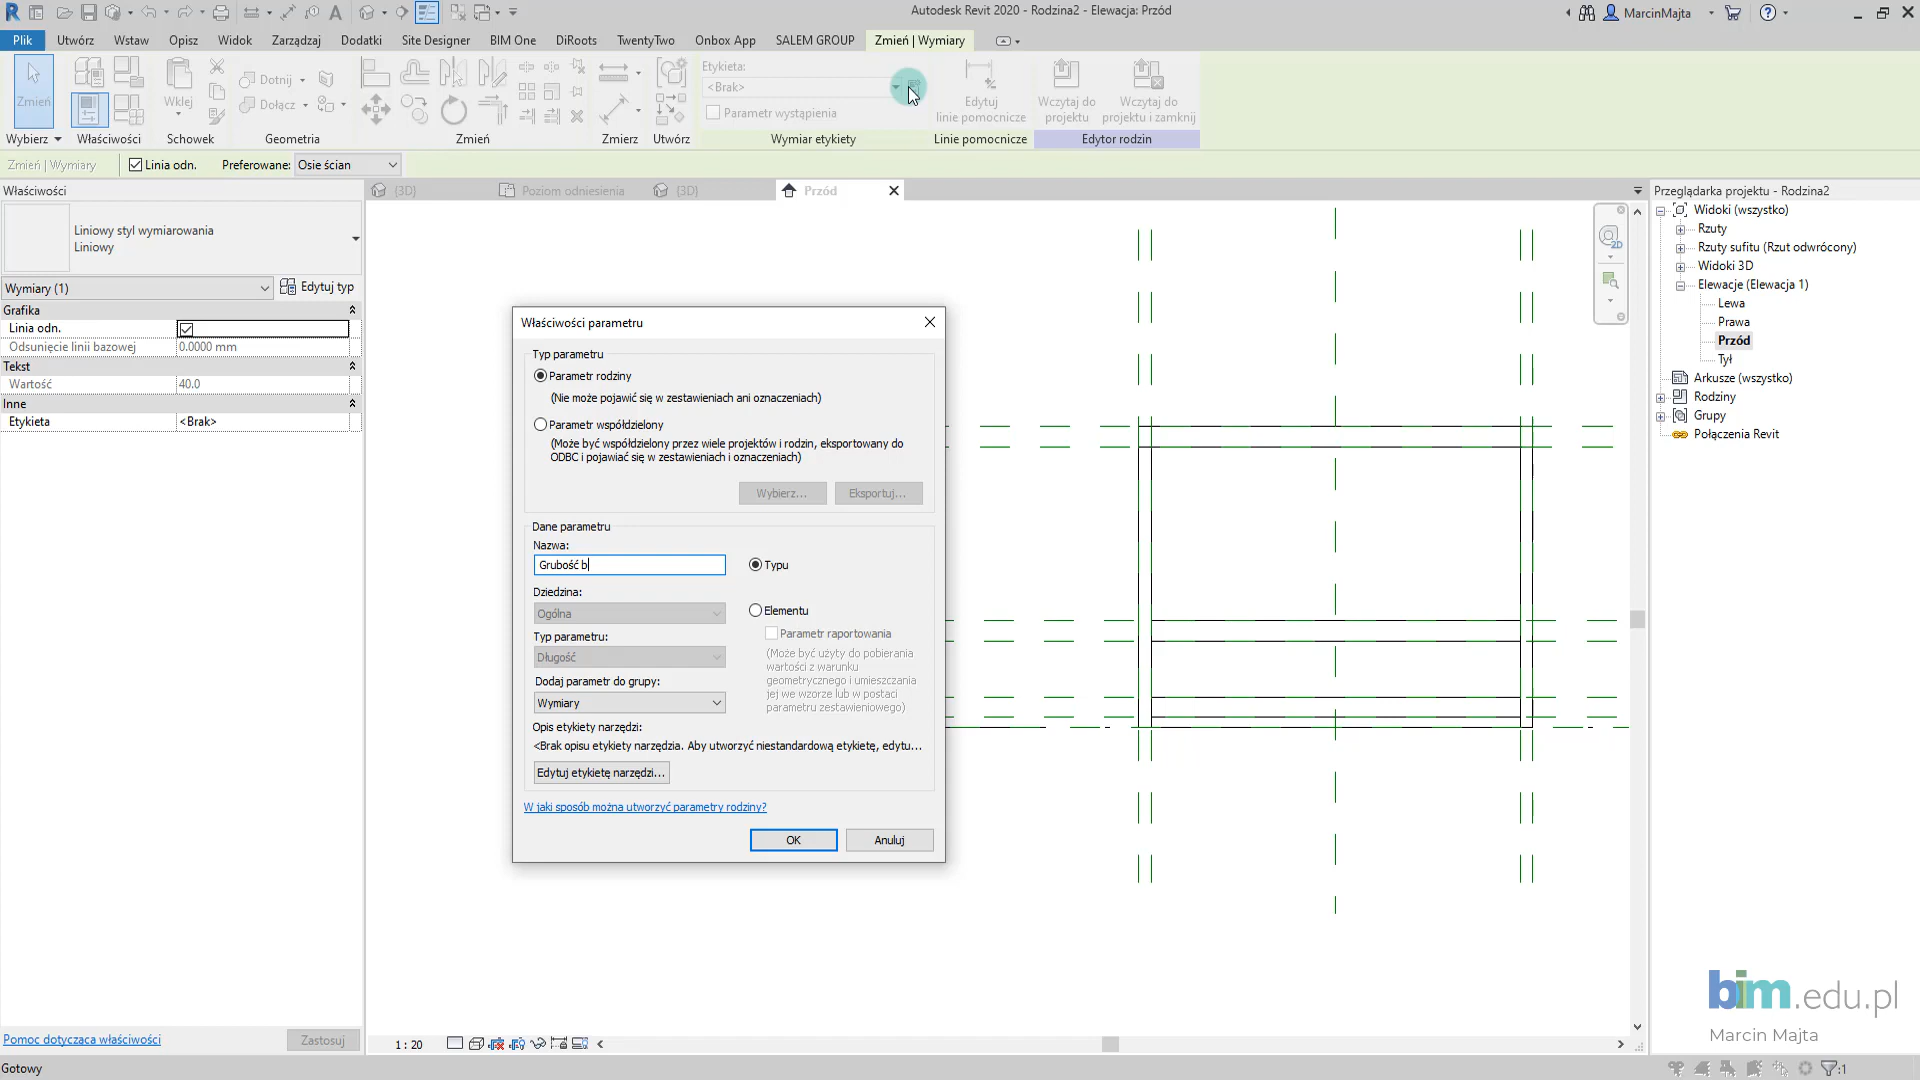 Autodesk Revit 2020 - Rodzina2 - Elewacja: Przód
MarcinMajta
Plik
Utwórz
Wstaw
Opisz
Widok
Zarządzaj
Dodatki
Site Designer
BIM One
DiRoots
TwentyTwo
Onbox App
SALEM GROUP
Zmień | Wymiary
Zmień
Wklej
Dotnij
Dołącz
Etykieta:
<Brak>
Parametr wystąpienia
Edytuj
linie pomocnicze
Wczytaj do
projektu
Wczytaj do
projektu i zamknij
Wybierz
Właściwości
Schowek
Geometria
Zmień
Zmierz
Utwórz
Wymiar etykiety
Linie pomocnicze
Edytor rodzin
Zmień | Wymiary
Linia odn.
Preferowane:
Osie ścian
Właściwości
{3D}
Poziom odniesienia
{3D}
Przód
Przeglądarka projektu - Rodzina2
Liniowy styl wymiarowania
Liniowy
Wymiary (1)
Edytuj typ
Grafika
Linia odn.
Odsunięcie linii bazowej
0.0000 mm
Tekst
Wartość
40.0
Inne
Etykieta
<Brak>
Pomoc dotycząca właściwości
Zastosuj
Gotowy
Właściwości parametru
Typ parametru
Parametr rodziny
(Nie może pojawić się w zestawieniach ani oznaczeniach)
Parametr współdzielony
(Może być współdzielony przez wiele projektów i rodzin, eksportowany do
ODBC i pojawiać się w zestawieniach i oznaczeniach)
Wybierz...
Eksportuj...
Dane parametru
Nazwa:
Grubość b
Typu
Dziedzina:
Ogólna
Elementu
Parametr raportowania
Typ parametru:
Długość
(Może być użyty do pobierania
wartości z warunku
geometrycznego i umieszczania
jej we wzorze lub w postaci
parametru zestawieniowego)
Dodaj parametr do grupy:
Wymiary
Opis etykiety narzędzi:
<Brak opisu etykiety narzędzia. Aby utworzyć niestandardową etykietę, edytu...
Edytuj etykietę narzędzi...
W jaki sposób można utworzyć parametry rodziny?
OK
Anuluj
2D
Widoki (wszystko)
Rzuty
Rzuty sufitu (Rzut odwrócony)
Widoki 3D
Elewacje (Elewacja 1)
Lewa
Prawa
Przód
Tył
Arkusze (wszystko)
Rodziny
Grupy
Połączenia Revit
1 : 20
bim.edu.pl
Marcin Majta
:1